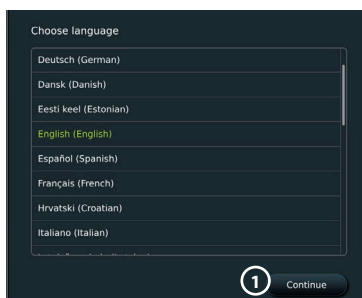 Choose language
Deutsch (German)
Dansk (Danish)
Eesti keel (Estonian)
English (English)
Español (Spanish)
Français (French)
Hrvatski (Croatian)
Italiano (Italian)
1 Continue